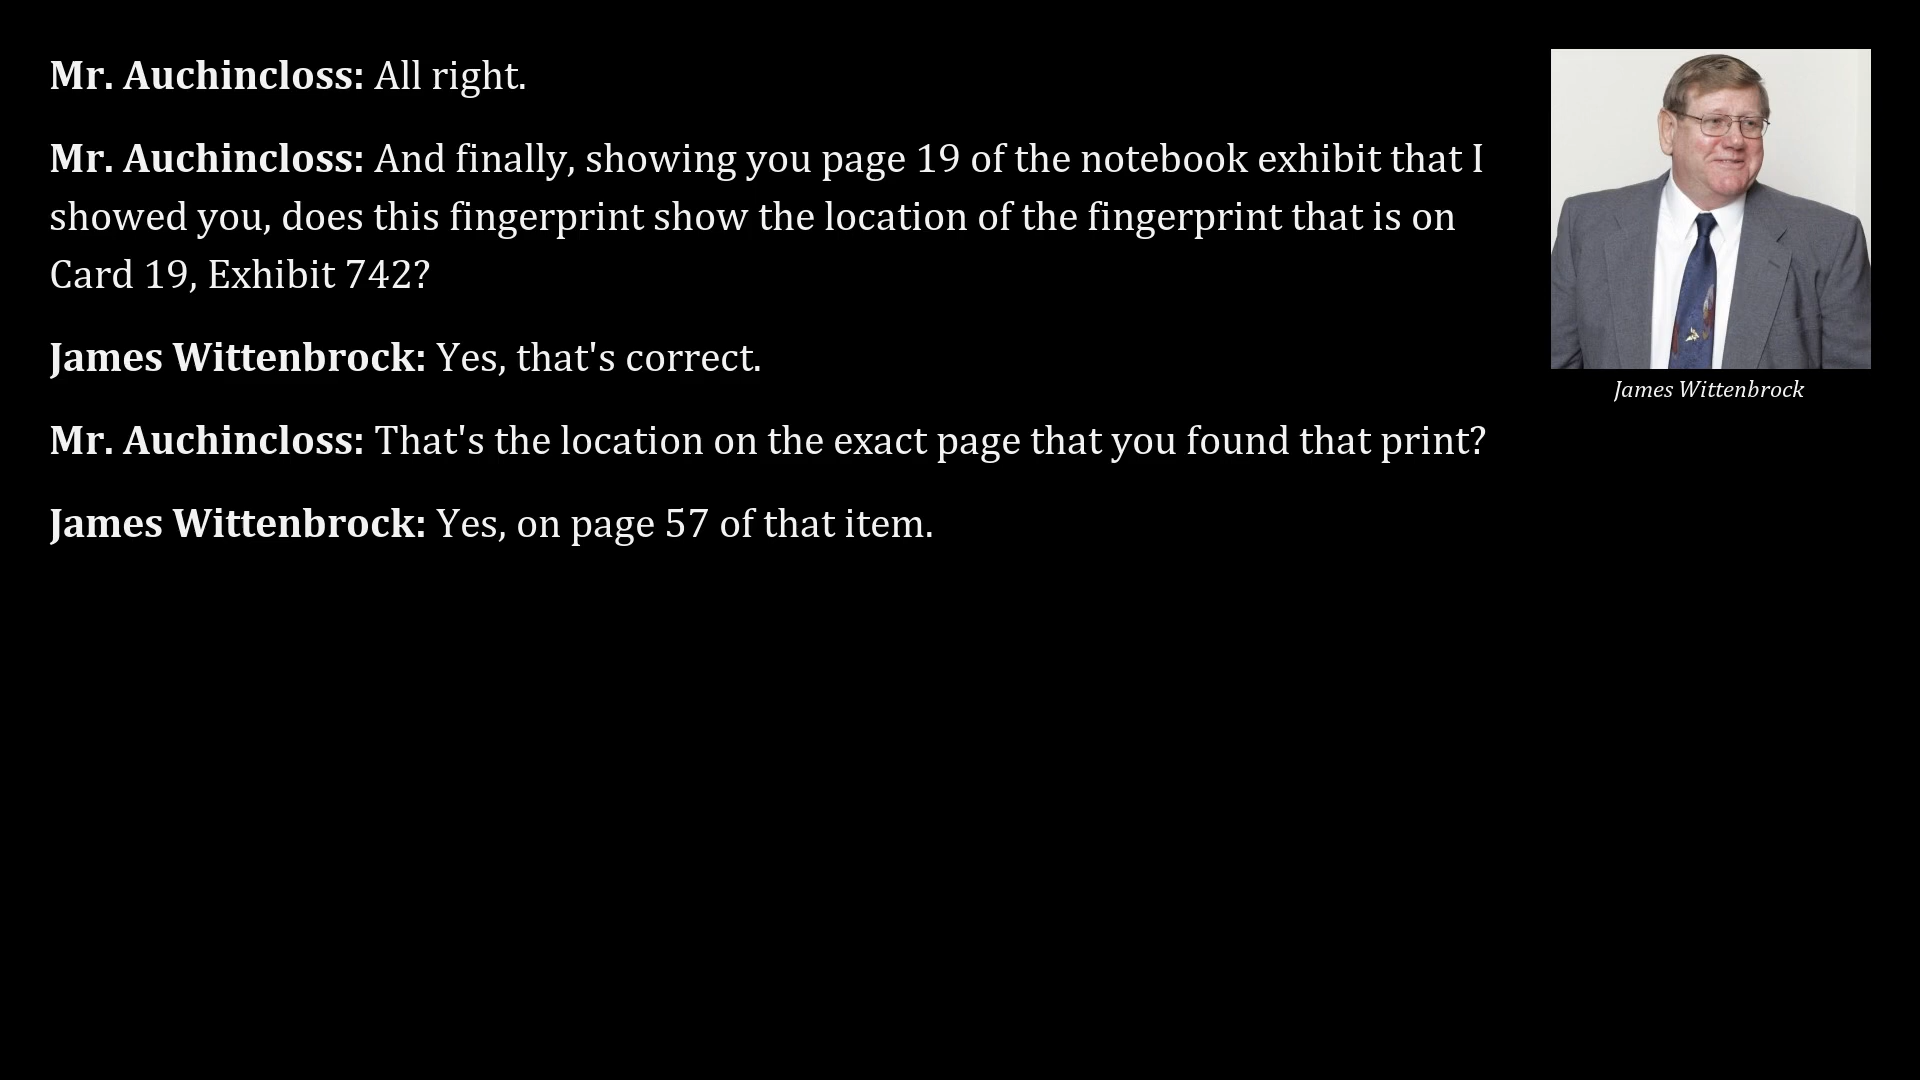 Mr. Auchincloss: All right.
Mr. Auchincloss: And finally, showing you page 19 of the notebook exhibit that I
showed you, does this fingerprint show the location of the fingerprint that is on
Card 19, Exhibit 742?
James Wittenbrock: Yes, that's correct.
Mr. Auchincloss: That's the location on the exact page that you found that print?
James Wittenbrock: Yes, on page 57 of that item.
James Wittenbrock